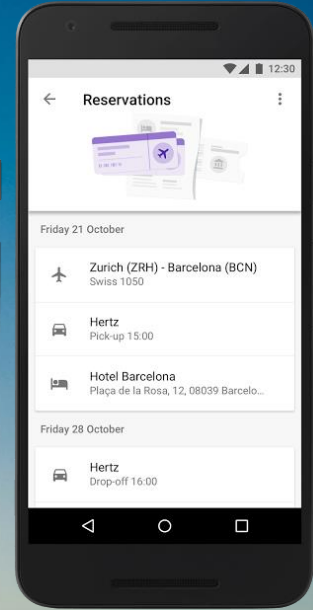 12:30
Reservations
Friday 21 October
Zurich (ZRH) - Barcelona (BCN)
Swiss 1050
Hertz
Pick-up 15:00
Hotel Barcelona
Plaça de la Rosa, 12, 08039 Barcelo...
Friday 28 October
Hertz
Drop-off 16:00